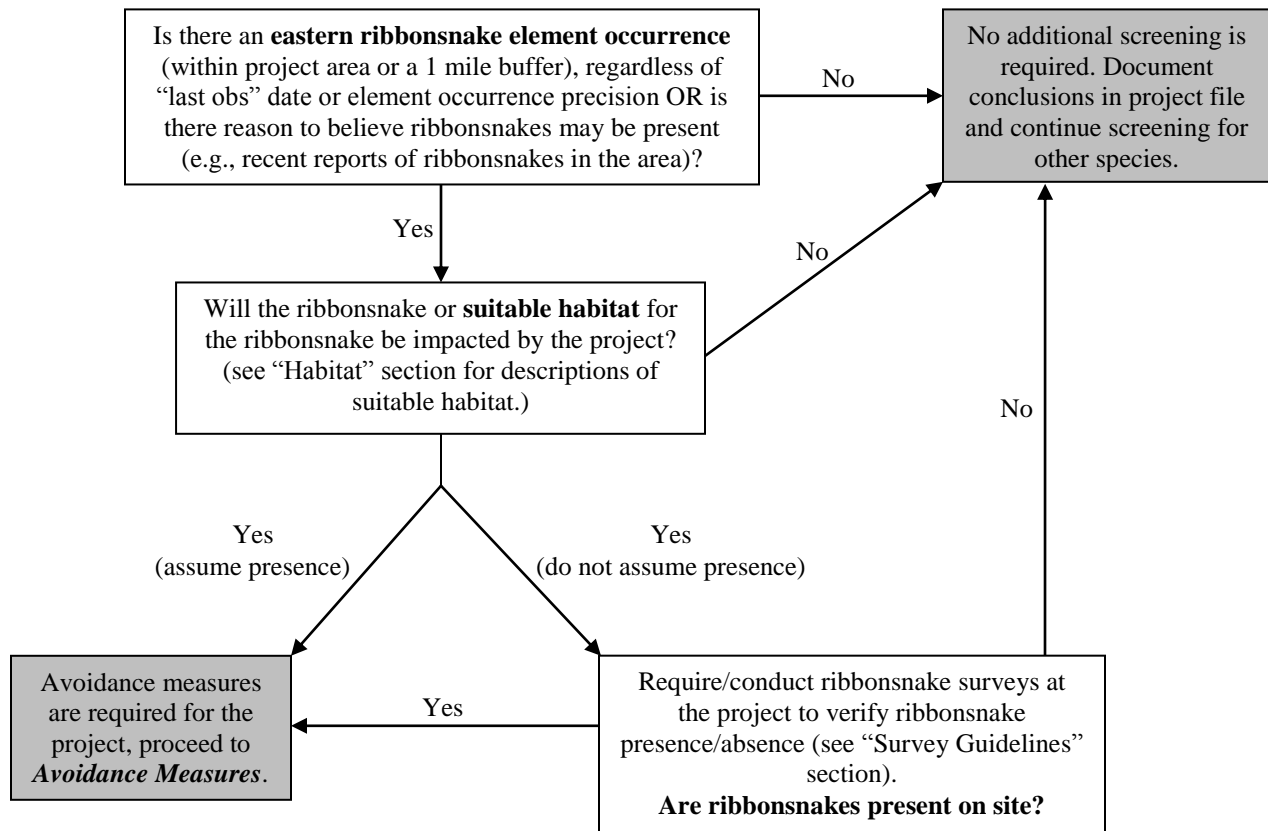 Is there an eastern ribbonsnake element occurrence
(within project area or a 1 mile buffer), regardless of
“last obs” date or element occurrence precision OR is
there reason to believe ribbonsnakes may be present
(e.g., recent reports of ribbonsnakes in the area)?
No
No additional screening is
required. Document
conclusions in project file
and continue screening for
other species.
Yes
No
Will the ribbonsnake or suitable habitat for
the ribbonsnake be impacted by the project?
(see “Habitat” section for descriptions of
suitable habitat.)
No
Yes
(assume presence)
Yes
(do not assume presence)
Avoidance measures
are required for the
project, proceed to
Avoidance Measures.
Yes
Require/conduct ribbonsnake surveys at
the project to verify ribbonsnake
presence/absence (see “Survey Guidelines”
section).
Are ribbonsnakes present on site?